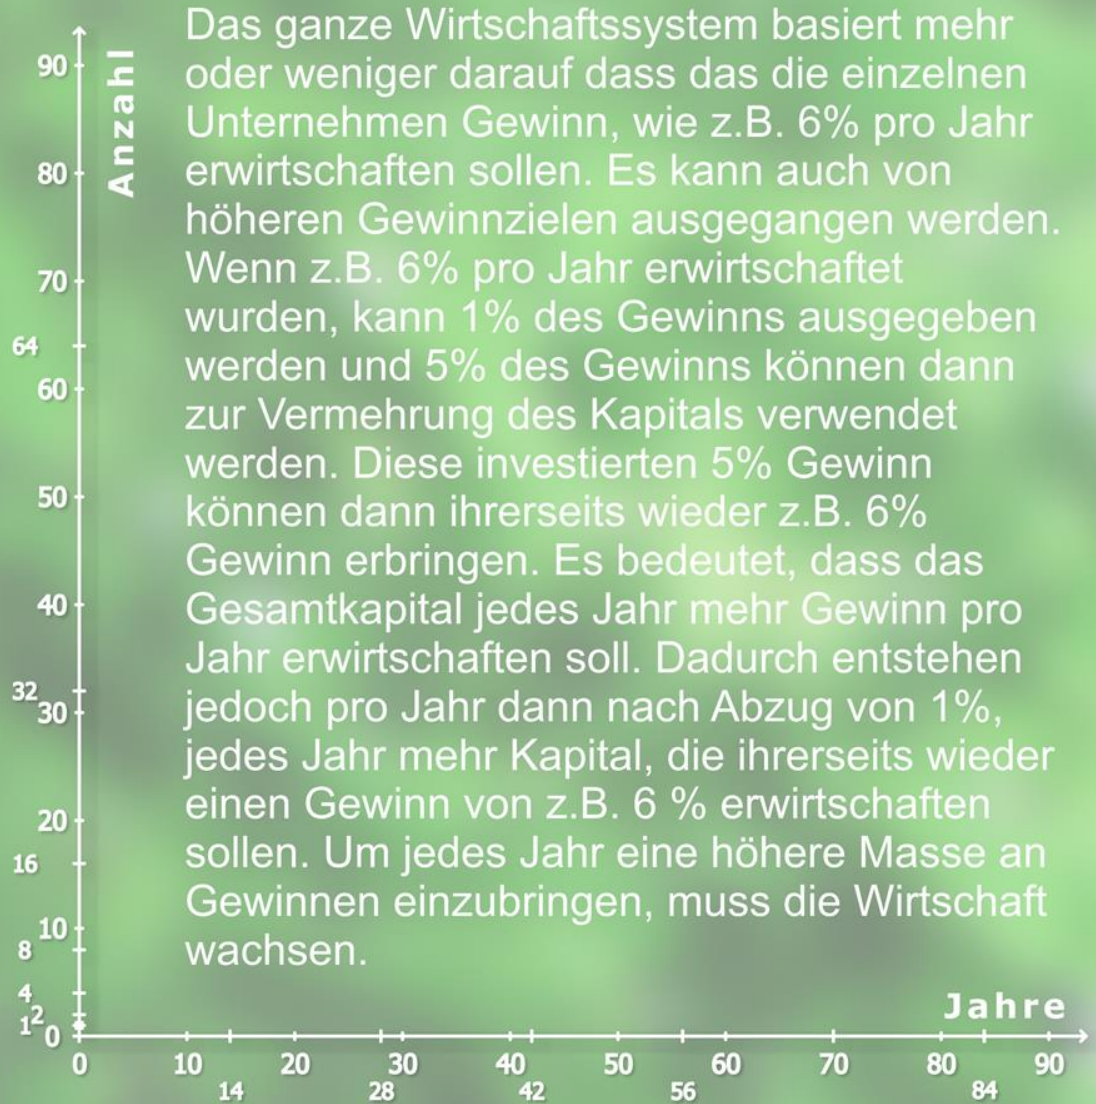 Das ganze Wirtschaftssystem basiert mehr
oder weniger darauf dass das die einzelnen
Unternehmen Gewinn, wie z.B. 6% pro Jahr
erwirtschaften sollen. Es kann auch von
höheren Gewinnzielen ausgegangen werden.
Wenn z.B. 6% pro Jahr erwirtschaftet
wurden, kann 1% des Gewinns ausgegeben
werden und 5% des Gewinns können dann
zur Vermehrung des Kapitals verwendet
werden. Diese investierten 5% Gewinn
können dann ihrerseits wieder z.B. 6%
Gewinn erbringen. Es bedeutet, dass das
Gesamtkapital jedes Jahr mehr Gewinn pro
Jahr erwirtschaften soll. Dadurch entstehen
jedoch pro Jahr dann nach Abzug von 1%,
jedes Jahr mehr Kapital, die ihrerseits wieder
einen Gewinn von z.B. 6 % erwirtschaften
sollen. Um jedes Jahr eine höhere Masse an
Gewinnen einzubringen, muss die Wirtschaft
wachsen.
Anzahl
90
80
70
64
60
50
40
32
30
20
16
10
8
4
2
1
0
Jahre
0 10 20 30 40 50 60 70 80 90
14 28 42 56 84